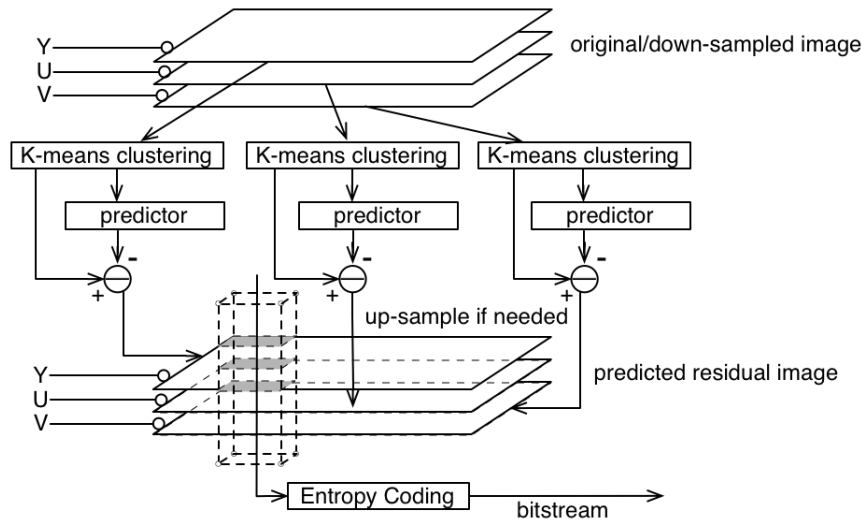 Y
original/down-sampled image
U
V
K-means clustering
K-means clustering
K-means clustering
predictor
predictor
predictor
-
-
-
+
+
+
up-sample if needed
Y
predicted residual image
U
V
Entropy Coding
bitstream